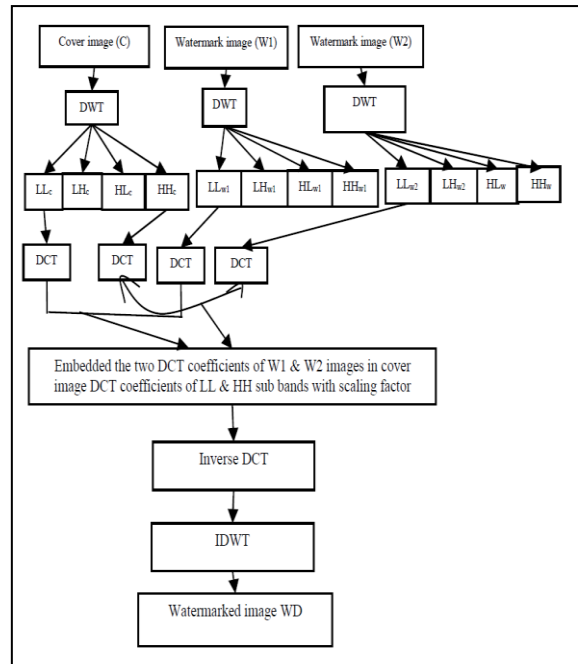 Cover image (C) Watermark image (W1) Watermark image (W2)
DWT DWT DWT
LLc LHc HLc HHc LLw1 LHw1 HLw1 HHw1 LLw2 LHw2 HLw HHw
DCT DCT DCT DCT
Embedded the two DCT coefficients of W1 & W2 images in cover
image DCT coefficients of LL & HH sub bands with scaling factor
Inverse DCT
IDWT
Watermarked image WD